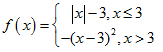 f(x) = { |x| - 3, x ≤ 3
-(x - 3)², x > 3